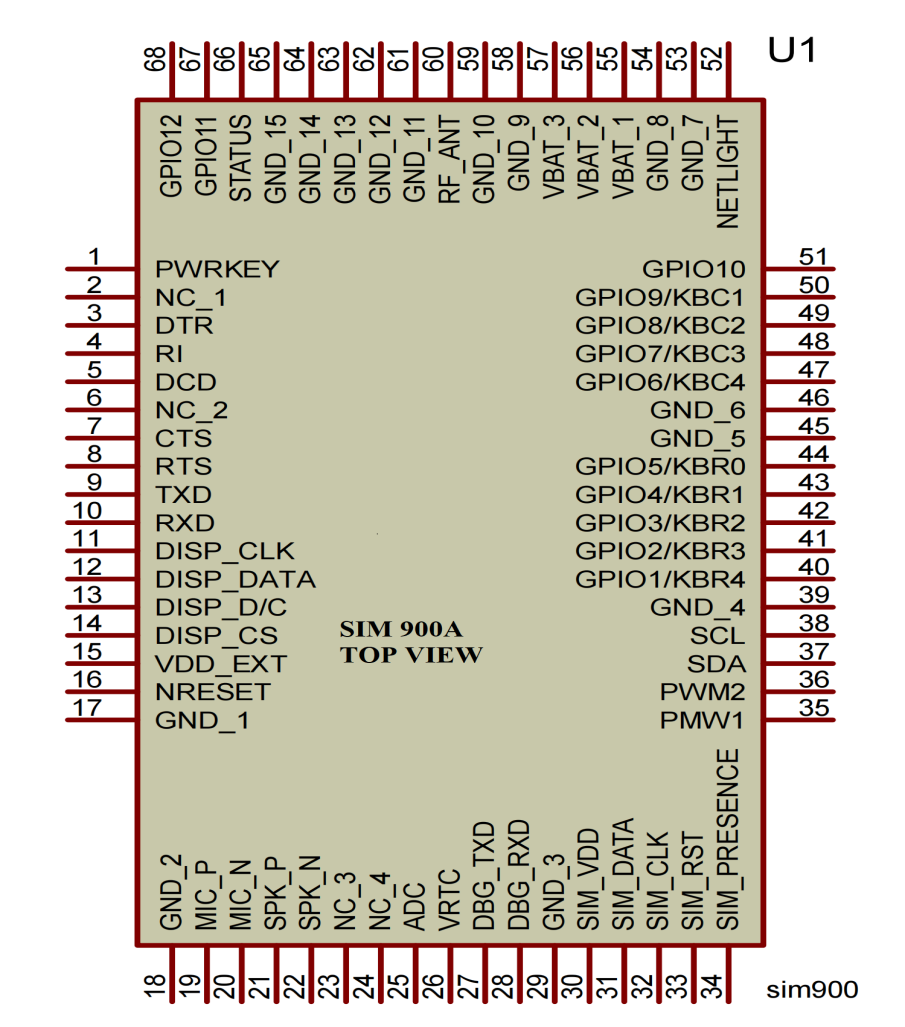 U1
68 67 66 65 64 63 62 61 60 59 58 57 56 55 54 53 52
GPIO12 GPIO11 STATUS GND_15 GND_14 GND_13 GND_12 GND_11 RF_ANT GND_10 GND_9 VBAT_3 VBAT_2 VBAT_1 GND_8 GND_7 NETLIGHT
1 PWRKEY GPIO10 51
2 NC_1 GPIO9/KBC1 50
3 DTR GPIO8/KBC2 49
4 RI GPIO7/KBC3 48
5 DCD GPIO6/KBC4 47
6 NC_2 GND_6 46
7 CTS GND_5 45
8 RTS GPIO5/KBR0 44
9 TXD GPIO4/KBR1 43
10 RXD GPIO3/KBR2 42
11 DISP_CLK GPIO2/KBR3 41
12 DISP_DATA GPIO1/KBR4 40
13 DISP_D/C GND_4 39
14 DISP_CS SCL 38
15 VDD_EXT SDA 37
16 NRESET PWM2 36
17 GND_1 PMW1 35
SIM 900A
TOP VIEW
GND_2 MIC_P MIC_N SPK_P SPK_N NC_3 NC_4 ADC VRTC DBG_TXD DBG_RXD GND_3 SIM_VDD SIM_DATA SIM_CLK SIM_RST SIM_PRESENCE
18 19 20 21 22 23 24 25 26 27 28 29 30 31 32 33 34
sim900